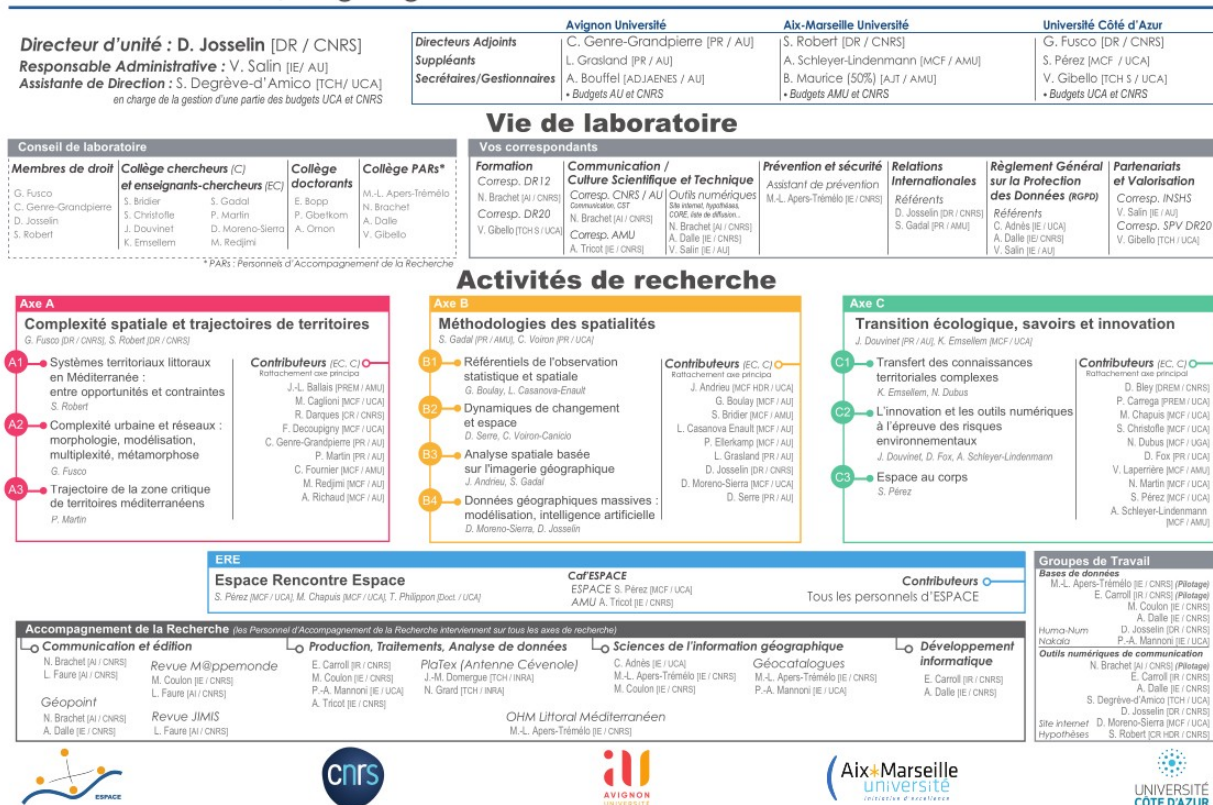 Directeur d'unité : D. Josselin [DR / CNRS]
Responsable Administrative : V. Salin [IE/ AU]
Assistante de Direction : S. Degrève-d'Amico [TCH/ UCA]
en charge de la gestion d'une partie des budgets UCA et CNRS
Avignon Université
Aix-Marseille Université
Université Côté d'Azur
Directeurs Adjoints
C. Genre-Grandpierre [PR / AU]
S. Robert [DR / CNRS]
G. Fusco [DR / CNRS]
Suppléants
L. Grasland [PR / AU]
A. Schleyer-Lindenmann [MCF / AMU]
S. Pérez [MCF / UCA]
Secrétaires/Gestionnaires
A. Bouffel [ADJAENES / AU]
B. Maurice (50%) [AJT / AMU]
V. Gibello [TCH S / UCA]
• Budgets AU et CNRS
• Budgets AMU et CNRS
• Budgets UCA et CNRS
Vie de laboratoire
Conseil de laboratoire
Membres de droit
G. Fusco
C. Genre-Grandpierre
D. Josselin
S. Robert
Collège chercheurs (C)
et enseignants-chercheurs (EC)
S. Bridier
S. Christofle
J. Douvinet
K. Emsellem
S. Gadal
P. Martin
D. Moreno-Sierra
M. Redjimi
Collège
doctorants
E. Bopp
P. Gbetkom
A. Omon
Collège PARs*
M.-L. Apers-Trémélo
N. Brachet
A. Dalle
V. Gibello
* PARs : Personnels d'Accompagnement de la Recherche
Vos correspondants
Formation
Corresp. DR12
N. Brachet [AI / CNRS]
Corresp. DR20
V. Gibello [TCH S / UCA]
Communication /
Culture Scientifique et Technique
Corresp. CNRS / AU
Communication, CST
N. Brachet [AI / CNRS]
Corresp. AMU
A. Tricot [IE / CNRS]
Outils numériques
Site internet, hypothèses,
CORE, liste de diffusion...
N. Brachet [AI / CNRS]
A. Dalle [IE / CNRS]
V. Salin [IE / AU]
Prévention et sécurité
Assistant de prévention
M.-L. Apers-Trémélo [IE / CNRS]
Relations
Internationales
Référents
D. Josselin [DR / CNRS]
S. Gadal [PR / AMU]
Règlement Général
sur la Protection
des Données (RGPD)
Référents
C. Adnès [IE / UCA]
A. Dalle [IE/ CNRS]
V. Salin [IE / AU]
Partenariats
et Valorisation
Corresp. INSHS
V. Salin [IE / AU]
Corresp. SPV DR20
V. Gibello [TCH / UCA]
Activités de recherche
Axe A
Complexité spatiale et trajectoires de territoires
G. Fusco [DR / CNRS], S. Robert [DR / CNRS]
A1
Systèmes territoriaux littoraux
en Méditerranée :
entre opportunités et contraintes
S. Robert
A2
Complexité urbaine et réseaux :
morphologie, modélisation,
multiplexité, métamorphose
G. Fusco
A3
Trajectoire de la zone critique
de territoires méditerranéens
P. Martin
Contributeurs (EC, C)
Rattachement axe principa
J.-L. Ballais [PREM / AMU]
M. Caglioni [MCF / UCA]
R. Darques [CR / CNRS]
F. Decoupigny [MCF / UCA]
C. Genre-Grandpierre [PR / AU]
P. Martin [PR / AU]
C. Fournier [MCF / AMU]
M. Redjimi [MCF / AU]
A. Richaud [MCF / AU]
Axe B
Méthodologies des spatialités
S. Gadal [PR / AMU], C. Voiron [PR / UCA]
B1
Référentiels de l'observation
statistique et spatiale
G. Boulay, L. Casanova-Enault
B2
Dynamiques de changement
et espace
D. Serre, C. Voiron-Canicio
B3
Analyse spatiale basée
sur l'imagerie géographique
J. Andrieu, S. Gadal
B4
Données géographiques massives :
modélisation, intelligence artificielle
D. Moreno-Sierra, D. Josselin
Contributeurs (EC, C)
Rattachement axe principa
J. Andrieu [MCF HDR / UCA]
G. Boulay [MCF / AU]
S. Bridier [MCF / AMU]
L. Casanova Enault [MCF / AU]
P. Ellerkamp [MCF / AU]
L. Grasland [PR / AU]
D. Josselin [DR / CNRS]
D. Moreno-Sierra [MCF / UCA]
D. Serre [PR / AU]
Axe C
Transition écologique, savoirs et innovation
J. Douvinet [PR / AU], K. Emsellem [MCF / UCA]
C1
Transfert des connaissances
territoriales complexes
K. Emsellem, N. Dubus
C2
L'innovation et les outils numériques
à l'épreuve des risques
environnementaux
J. Douvinet, D. Fox, A. Schleyer-Lindenmann
C3
Espace au corps
S. Pérez
Contributeurs (EC, C)
Rattachement axe principa
D. Bley [DREM / CNRS]
P. Carrega [PREM / UCA]
M. Chapuis [MCF / UCA]
S. Christofle [MCF / UCA]
N. Dubus [MCF / UGA]
D. Fox [PR / UCA]
V. Laperrière [MCF / AMU]
N. Martin [MCF / UCA]
S. Pérez [MCF / UCA]
A. Schleyer-Lindenmann
[MCF / AMU]
ERE
Espace Rencontre Espace
S. Pérez [MCF / UCA], M. Chapuis [MCF / UCA], T. Philippon [Doct. / UCA]
Caf'ESPACE
ESPACE S. Pérez [MCF / UCA]
AMU A. Tricot [IE / CNRS]
Contributeurs
Tous les personnels d'ESPACE
Groupes de Travail
Bases de données
M.-L. Apers-Trémélo [IE / CNRS] (Pilotage)
E. Carroll [IR / CNRS] (Pilotage)
M. Coulon [IE / CNRS]
A. Dalle [IE / CNRS]
Huma-Num D. Josselin [DR / CNRS]
Nakala P.-A. Mannoni [IE / UCA]
Outils numériques de communication
N. Brachet [AI / CNRS] (Pilotage)
E. Carroll [IR / CNRS]
A. Dalle [IE / CNRS]
S. Degrève-d'Amico [TCH / UCA]
D. Josselin [DR / CNRS]
Site internet D. Moreno-Sierra [MCF / UCA]
Hypothèses S. Robert [CR HDR / CNRS]
Accompagnement de la Recherche (les Personnel d'Accompagnement de la Recherche interviennent sur tous les axes de recherche)
Communication et édition
N. Brachet [AI / CNRS]
L. Faure [AI / CNRS]
Géopoint
N. Brachet [AI / CNRS]
A. Dalle [IE / CNRS]
Revue M@ppemonde
M. Coulon [IE / CNRS]
L. Faure [AI / CNRS]
Revue JIMIS
L. Faure [AI / CNRS]
Production, Traitements, Analyse de données
E. Carroll [IR / CNRS]
M. Coulon [IE / CNRS]
P.-A. Mannoni [IE / UCA]
A. Tricot [IE / CNRS]
PlaTex (Antenne Cévenole)
J.-M. Domergue [TCH / INRA]
N. Grard [TCH / INRA]
Sciences de l'information géographique
C. Adnès [IE / UCA]
M.-L. Apers-Trémélo [IE / CNRS]
M. Coulon [IE / CNRS]
Géocatalogues
M.-L. Apers-Trémélo [IE / CNRS]
P.-A. Mannoni [IE / UCA]
OHM Littoral Méditerranéen
M.-L. Apers-Trémélo [IE / CNRS]
Développement
informatique
E. Carroll [IR / CNRS]
A. Dalle [IE / CNRS]
ESPACE
cnrs
AVIGNON
UNIVERSITÉ
Aix*Marseille
université
initiative d'excellence
UNIVERSITÉ
CÔTE D'AZUR